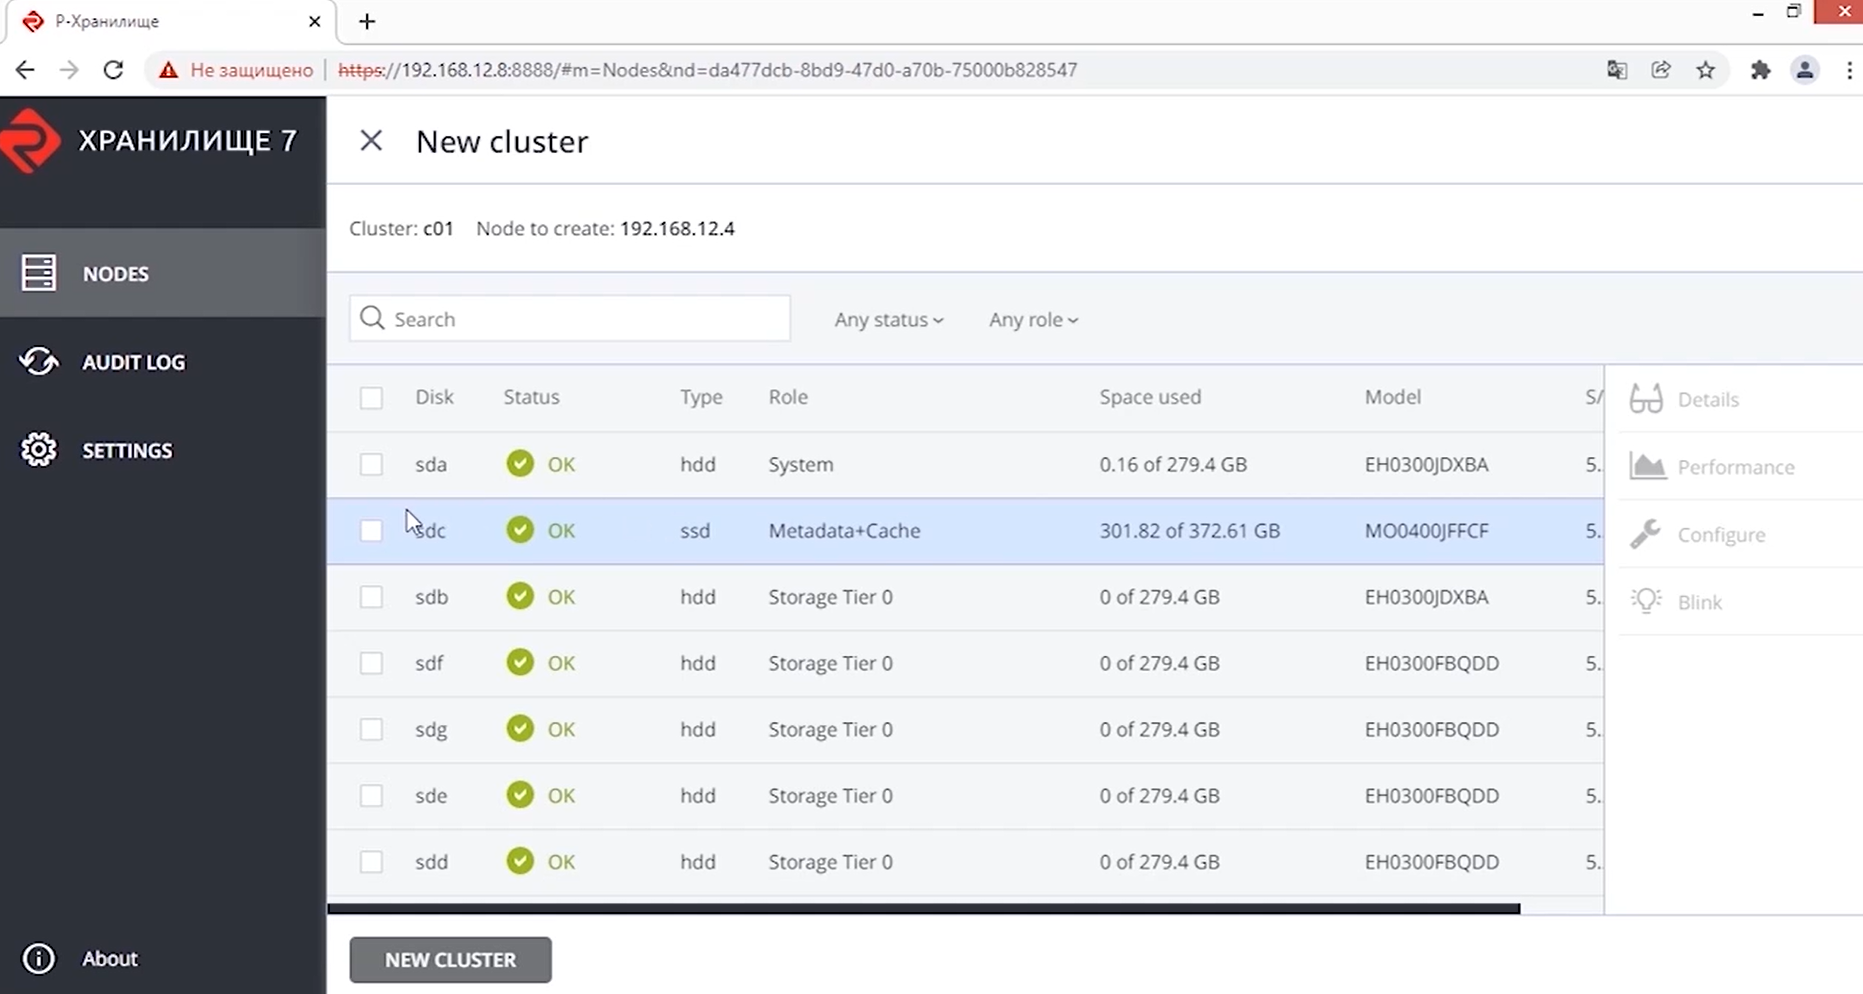 Р-Хранилище
Не защищено https://192.168.12.8:8888/#m=Nodes&nd=da477dcb-8bd9-47d0-a70b-75000b828547
ХРАНИЛИЩЕ 7
New cluster
Cluster: c01 Node to create: 192.168.12.4
NODES
AUDIT LOG
SETTINGS
About
Search Any status Any role
Disk Status Type Role Space used Model S/
sda OK hdd System 0.16 of 279.4 GB EH0300JDXBA 5..
sdc OK ssd Metadata+Cache 301.82 of 372.61 GB MO0400JFFCF 5..
sdb OK hdd Storage Tier 0 0 of 279.4 GB EH0300JDXBA 5..
sdf OK hdd Storage Tier 0 0 of 279.4 GB EH0300FBQDD 5..
sdg OK hdd Storage Tier 0 0 of 279.4 GB EH0300FBQDD 5..
sde OK hdd Storage Tier 0 0 of 279.4 GB EH0300FBQDD 5..
sdd OK hdd Storage Tier 0 0 of 279.4 GB EH0300FBQDD 5..
Details
Performance
Configure
Blink
NEW CLUSTER